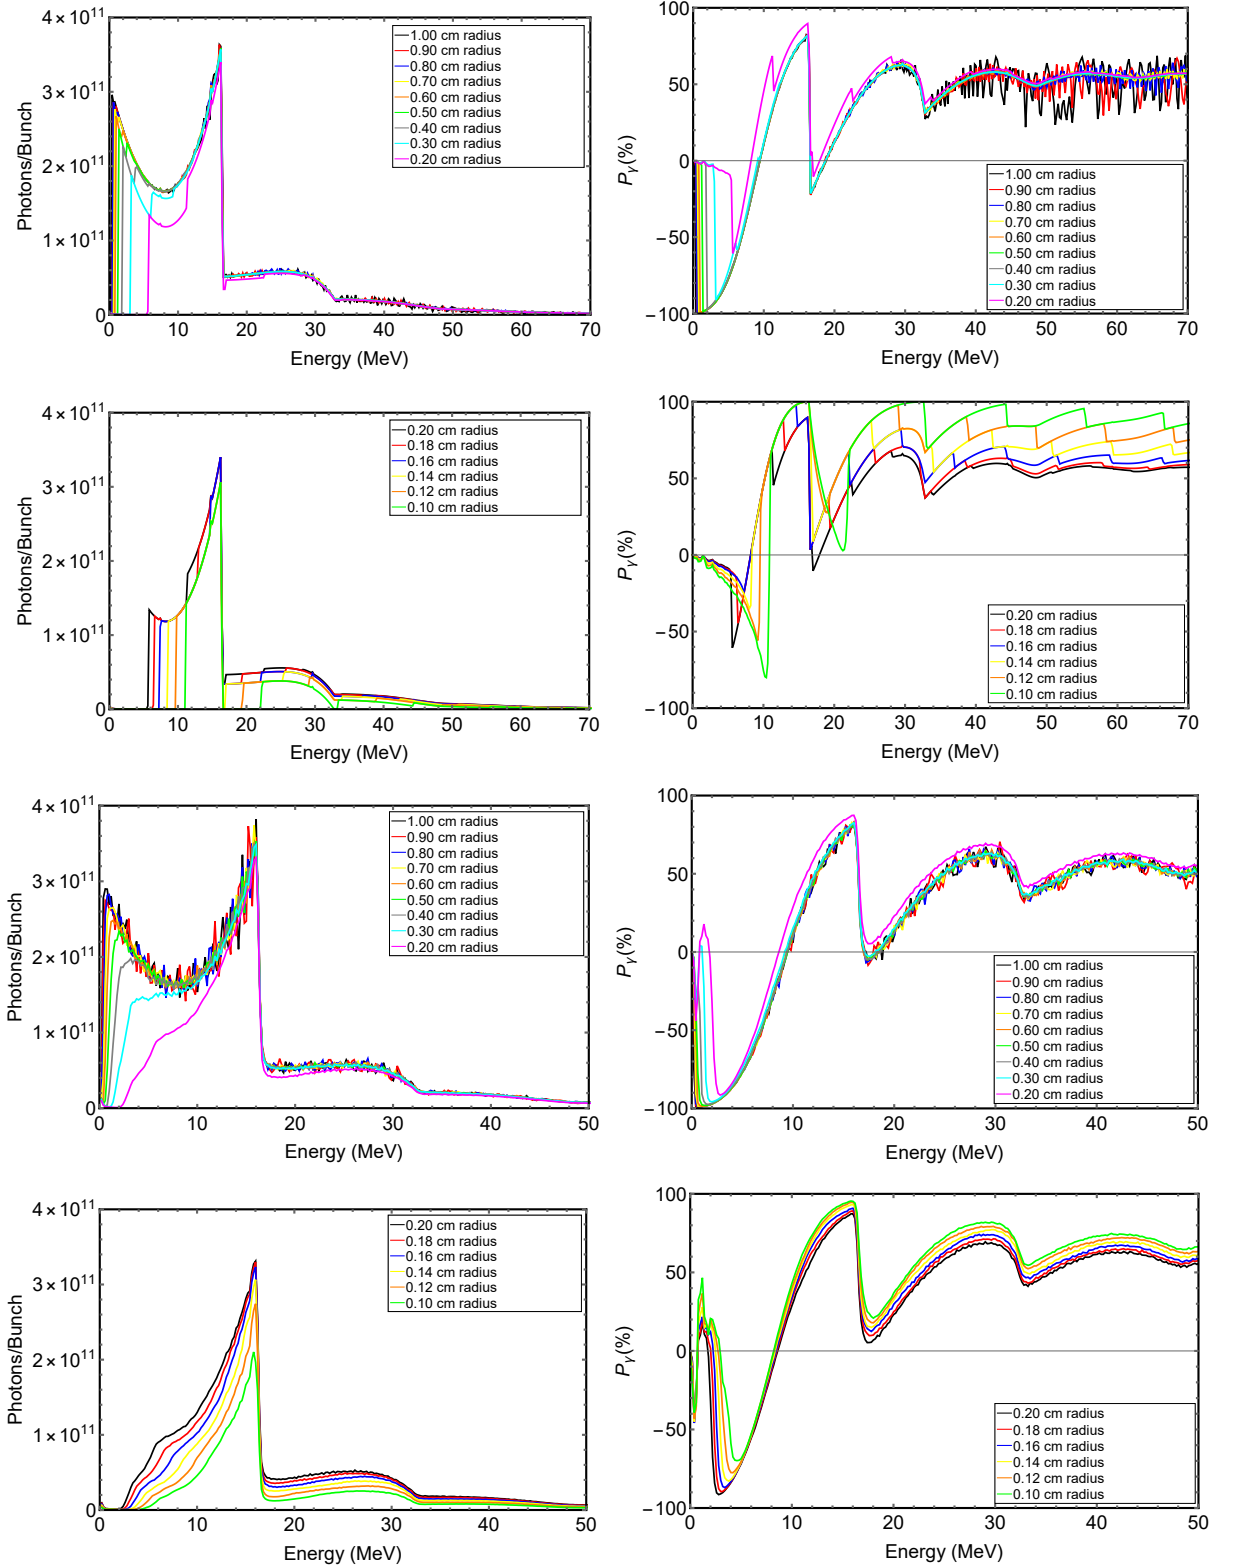 4×10¹¹
3×10¹¹
2×10¹¹
1×10¹¹
0
Photons/Bunch
1.00 cm radius
0.90 cm radius
0.80 cm radius
0.70 cm radius
0.60 cm radius
0.50 cm radius
0.40 cm radius
0.30 cm radius
0.20 cm radius
0 10 20 30 40 50 60 70
Energy (MeV)
100
50
0
−50
−100
Pγ(%)
1.00 cm radius
0.90 cm radius
0.80 cm radius
0.70 cm radius
0.60 cm radius
0.50 cm radius
0.40 cm radius
0.30 cm radius
0.20 cm radius
0 10 20 30 40 50 60 70
Energy (MeV)
4×10¹¹
3×10¹¹
2×10¹¹
1×10¹¹
0
Photons/Bunch
0.20 cm radius
0.18 cm radius
0.16 cm radius
0.14 cm radius
0.12 cm radius
0.10 cm radius
0 10 20 30 40 50 60 70
Energy (MeV)
100
50
0
−50
−100
Pγ(%)
0.20 cm radius
0.18 cm radius
0.16 cm radius
0.14 cm radius
0.12 cm radius
0.10 cm radius
0 10 20 30 40 50 60 70
Energy (MeV)
4×10¹¹
3×10¹¹
2×10¹¹
1×10¹¹
0
Photons/Bunch
1.00 cm radius
0.90 cm radius
0.80 cm radius
0.70 cm radius
0.60 cm radius
0.50 cm radius
0.40 cm radius
0.30 cm radius
0.20 cm radius
0 10 20 30 40 50
Energy (MeV)
100
50
0
−50
−100
Pγ(%)
1.00 cm radius
0.90 cm radius
0.80 cm radius
0.70 cm radius
0.60 cm radius
0.50 cm radius
0.40 cm radius
0.30 cm radius
0.20 cm radius
0 10 20 30 40 50
Energy (MeV)
4×10¹¹
3×10¹¹
2×10¹¹
1×10¹¹
0
Photons/Bunch
0.20 cm radius
0.18 cm radius
0.16 cm radius
0.14 cm radius
0.12 cm radius
0.10 cm radius
0 10 20 30 40 50
Energy (MeV)
100
50
0
−50
−100
Pγ(%)
0.20 cm radius
0.18 cm radius
0.16 cm radius
0.14 cm radius
0.12 cm radius
0.10 cm radius
0 10 20 30 40 50
Energy (MeV)